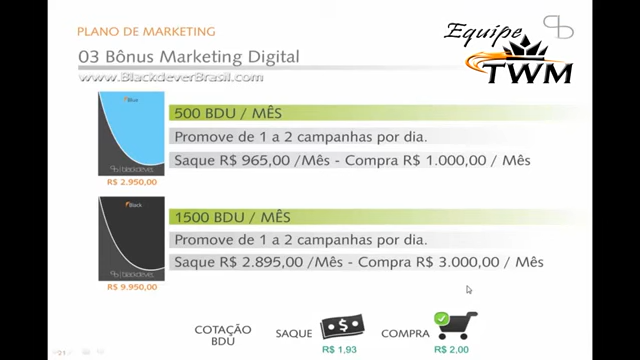 PLANO DE MARKETING
Equipe
TWM
03 Bônus Marketing Digital
www.BlackdeverBrasil.com
Blue
500 BDU / MÊS
Promove de 1 a 2 campanhas por dia.
Saque R$ 965,00 /Mês - Compra R$ 1.000,00 / Mês
blackdever
R$ 2.950,00
Black
1500 BDU / MÊS
Promove de 1 a 2 campanhas por dia.
Saque R$ 2.895,00 /Mês - Compra R$ 3.000,00 / Mês
blackdever
R$ 9.950,00
COTAÇÃO
BDU
SAQUE
R$ 1,93
COMPRA
R$ 2,00